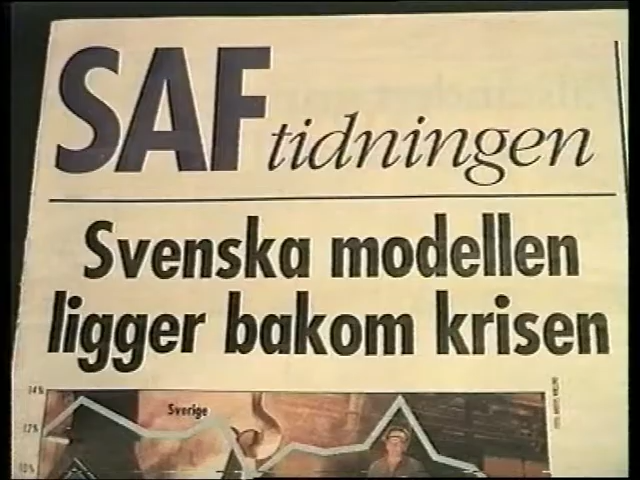 SAF tidningen
Svenska modellen
ligger bakom krisen
14%
Sverige
12%
10%